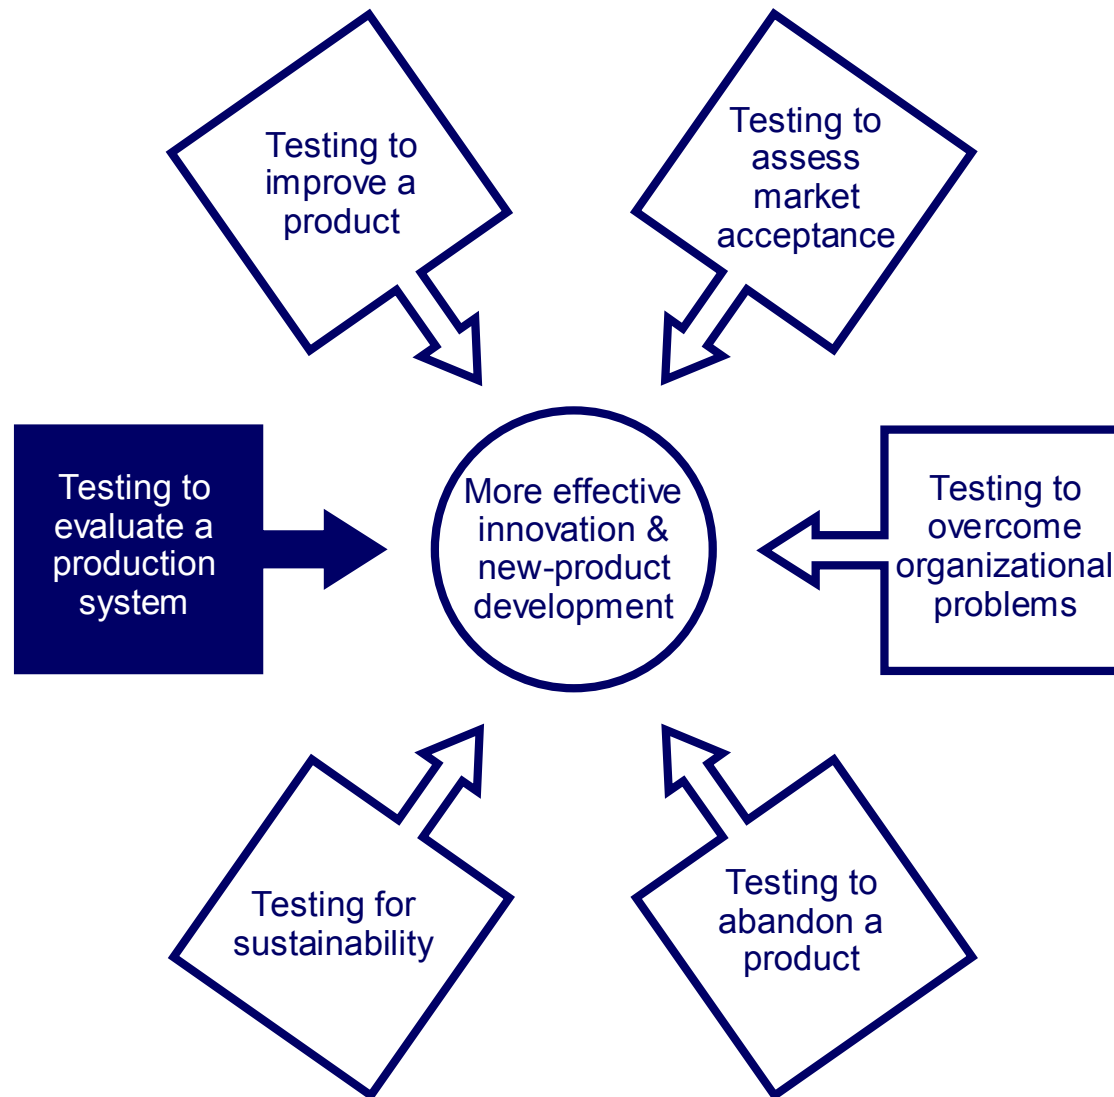 Testing to
improve a
product
Testing to
assess
market
acceptance
Testing to
evaluate a
production
system
More effective
innovation &
new-product
development
Testing to
overcome
organizational
problems
Testing for
sustainability
Testing to
abandon a
product